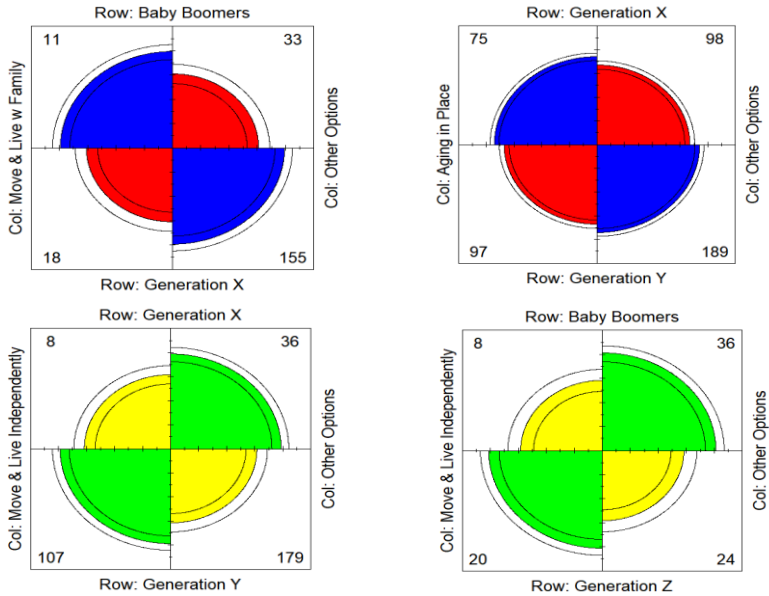 Row: Baby Boomers
11
33
Col: Move & Live w Family
Col: Other Options
18
155
Row: Generation X
Row: Generation X
75
98
Col: Aging in Place
Col: Other Options
97
189
Row: Generation Y
Row: Generation X
8
36
Col: Move & Live Independently
Col: Other Options
107
179
Row: Generation Y
Row: Baby Boomers
8
36
Col: Move & Live Independently
Col: Other Options
20
24
Row: Generation Z